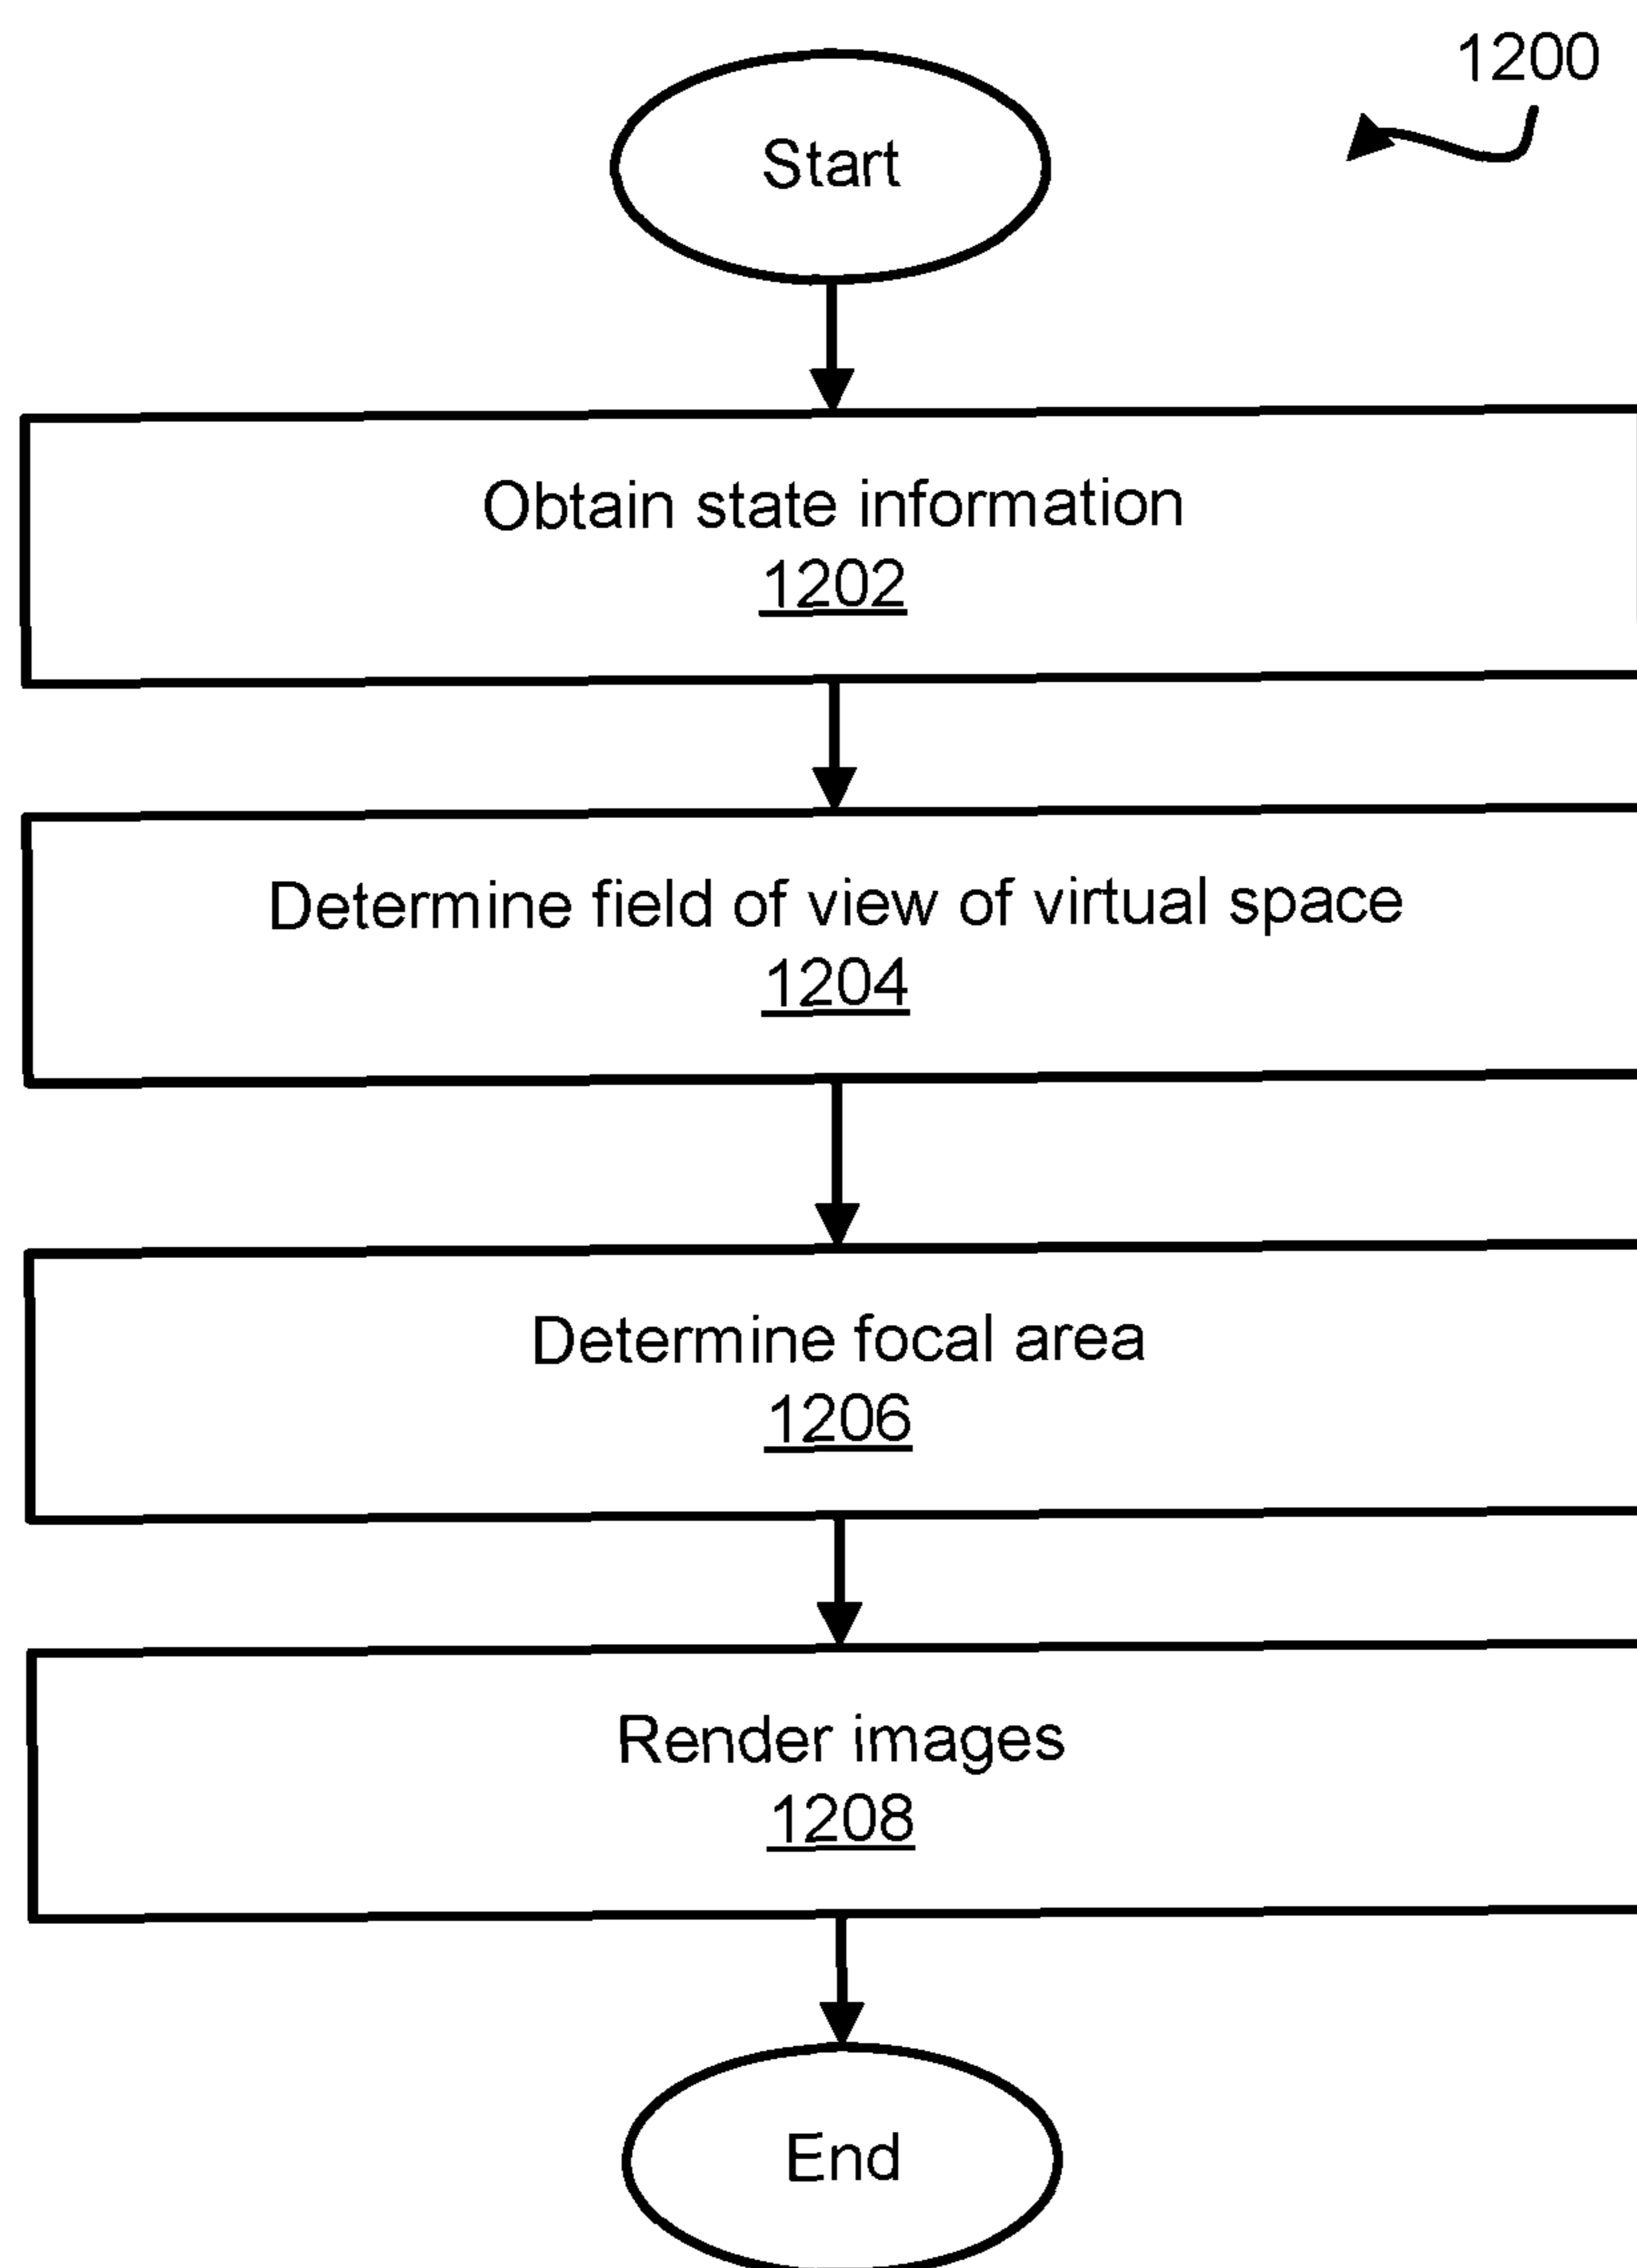 1200
Start
Obtain state information
1202
Determine field of view of virtual space
1204
Determine focal area
1206
Render images
1208
End